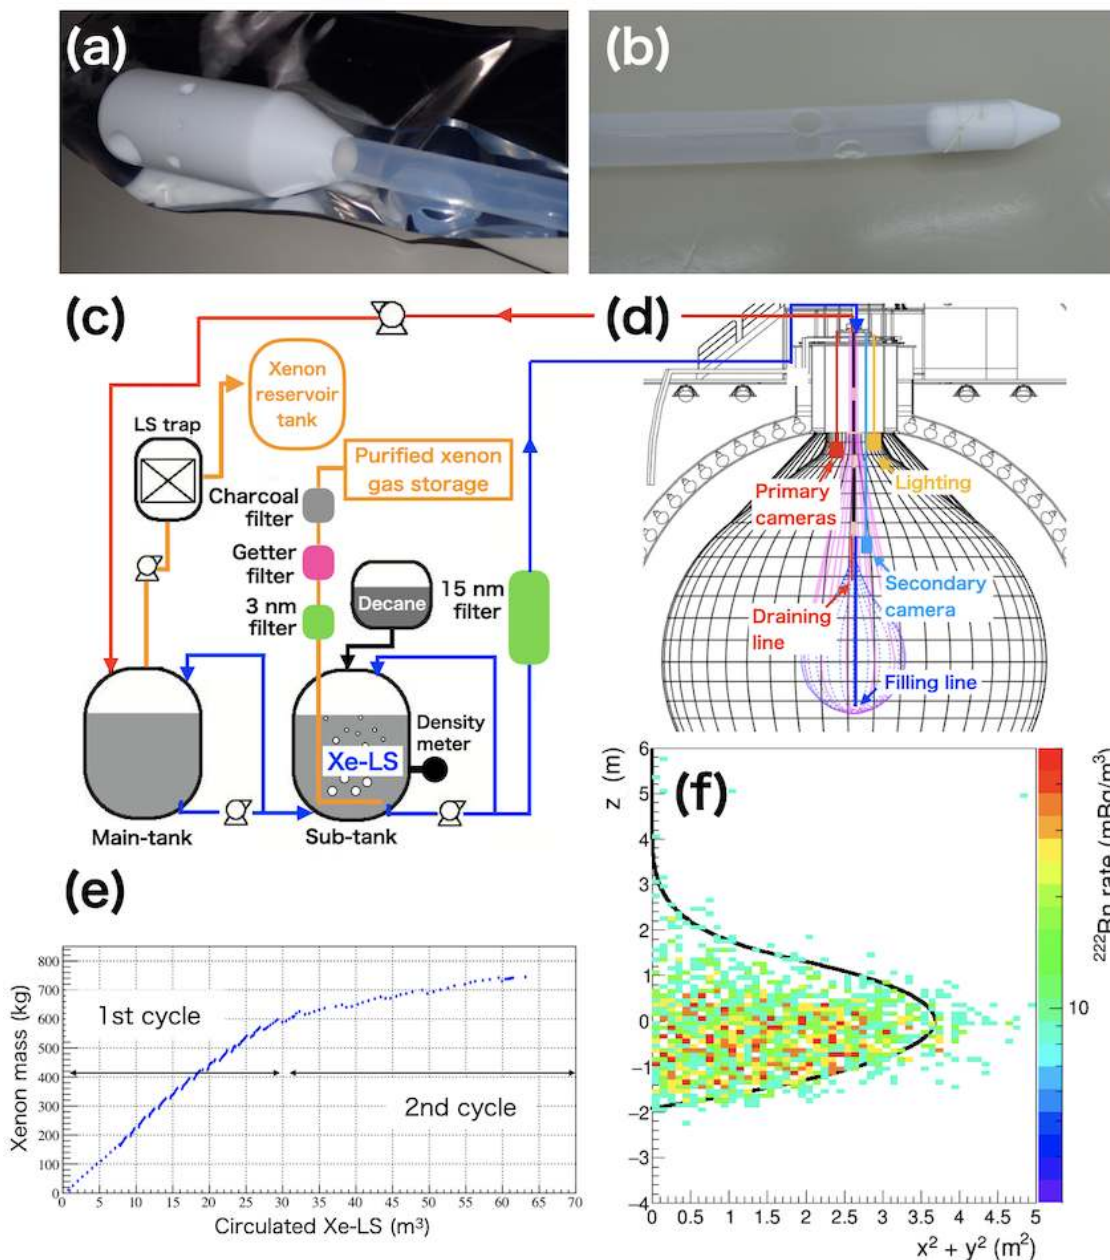 (a)
(b)
(c)
(d)
Xenon
reservoir
tank
LS trap
Purified xenon
gas storage
Charcoal
filter
Getter
filter
3 nm
filter
Decane
15 nm
filter
Density
meter
Xe-LS
Main-tank
Sub-tank
Primary
cameras
Lighting
Secondary
camera
Draining
line
Filling line
(e)
Xenon mass (kg)
800
700
600
500
400
300
200
100
0
1st cycle
2nd cycle
0 5 10 15 20 25 30 35 40 45 50 55 60 65 70
Circulated Xe-LS (m³)
(f)
z (m)
6
5
4
3
2
1
0
−1
−2
−3
−4
0 0.5 1 1.5 2 2.5 3 3.5 4 4.5 5
x² + y² (m²)
10
²²²Rn rate (mBq/m³)